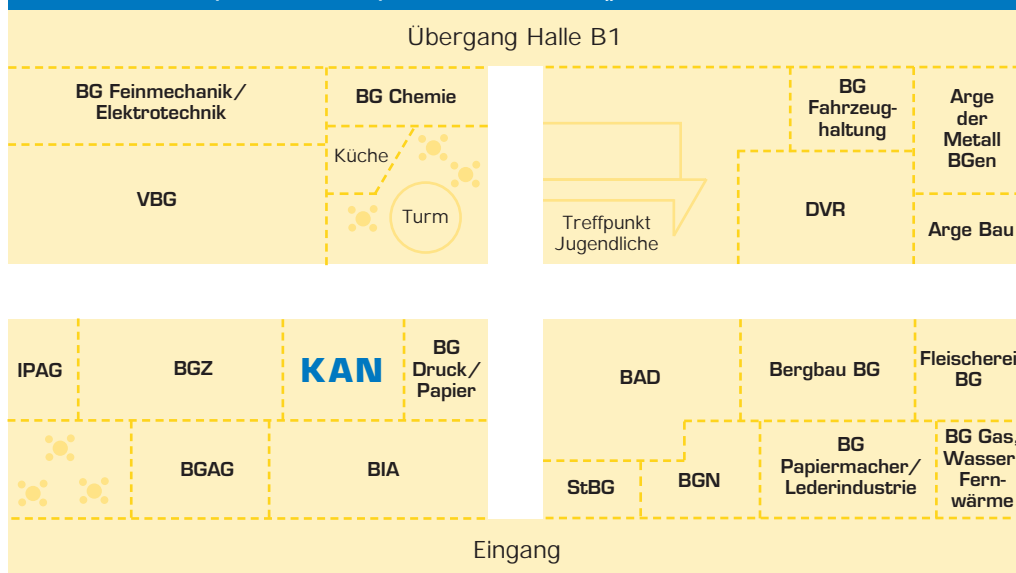 Übergang Halle B1
BG Feinmechanik/
Elektrotechnik
BG Chemie
VBG
Küche
Turm
BG
Fahrzeug-
haltung
Arge
der
Metall
BGen
DVR
Arge Bau
Treffpunkt
Jugendliche
IPAG
BGZ
KAN
BG
Druck/
Papier
BGAG
BIA
BAD
Bergbau BG
Fleischerei
BG
StBG
BGN
BG
Papiermacher/
Lederindustrie
BG Gas,
Wasser
Fern-
wärme
Eingang